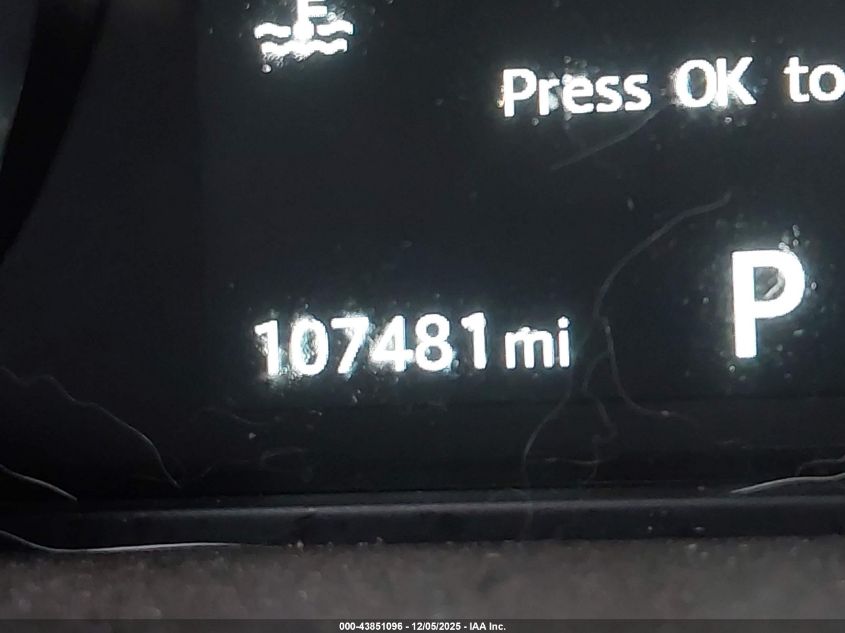 Press OK to
107481 mi
P
000-43851096 - 12/05/2025 - IAA Inc.